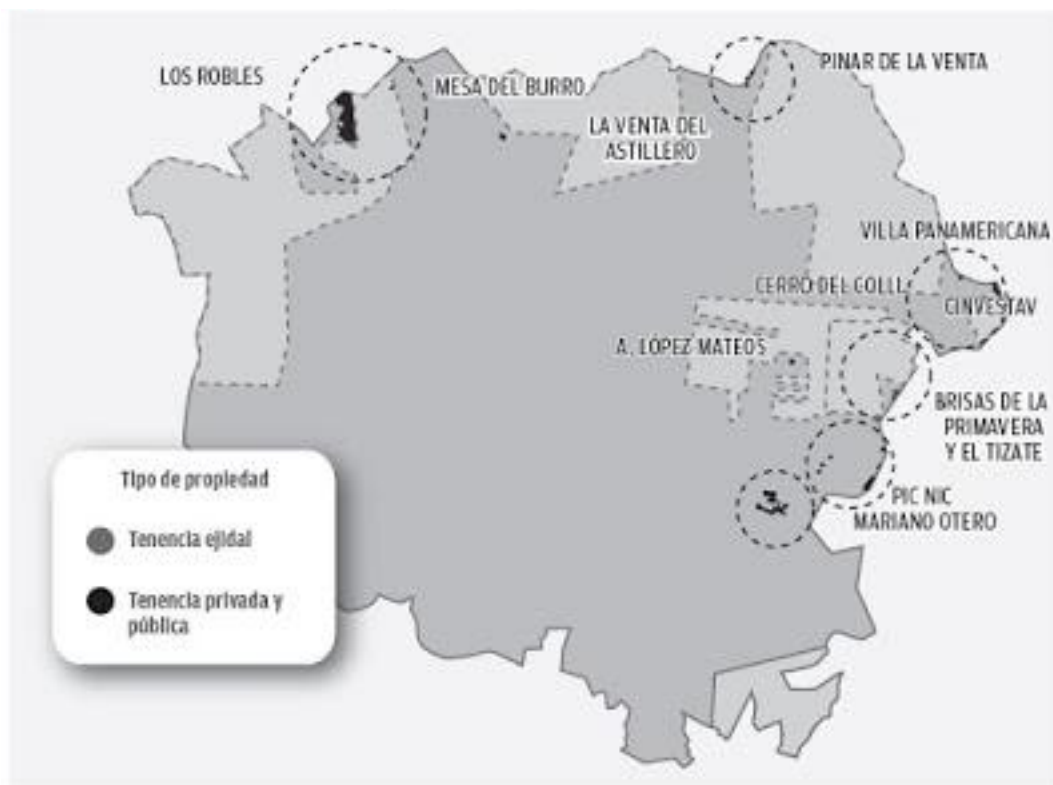 LOS ROBLES
MESA DEL BURRO
PINAR DE LA VENTA
LA VENTA DEL
ASTILLERO
VILLA PANAMERICANA
CERRO DEL COLLI
CINVESTAV
A. LÓPEZ MATEOS
BRISAS DE LA
PRIMAVERA
Y EL TIZATE
PIC NIC
MARIANO OTERO
Tipo de propiedad
Tenencia ejidal
Tenencia privada y
pública